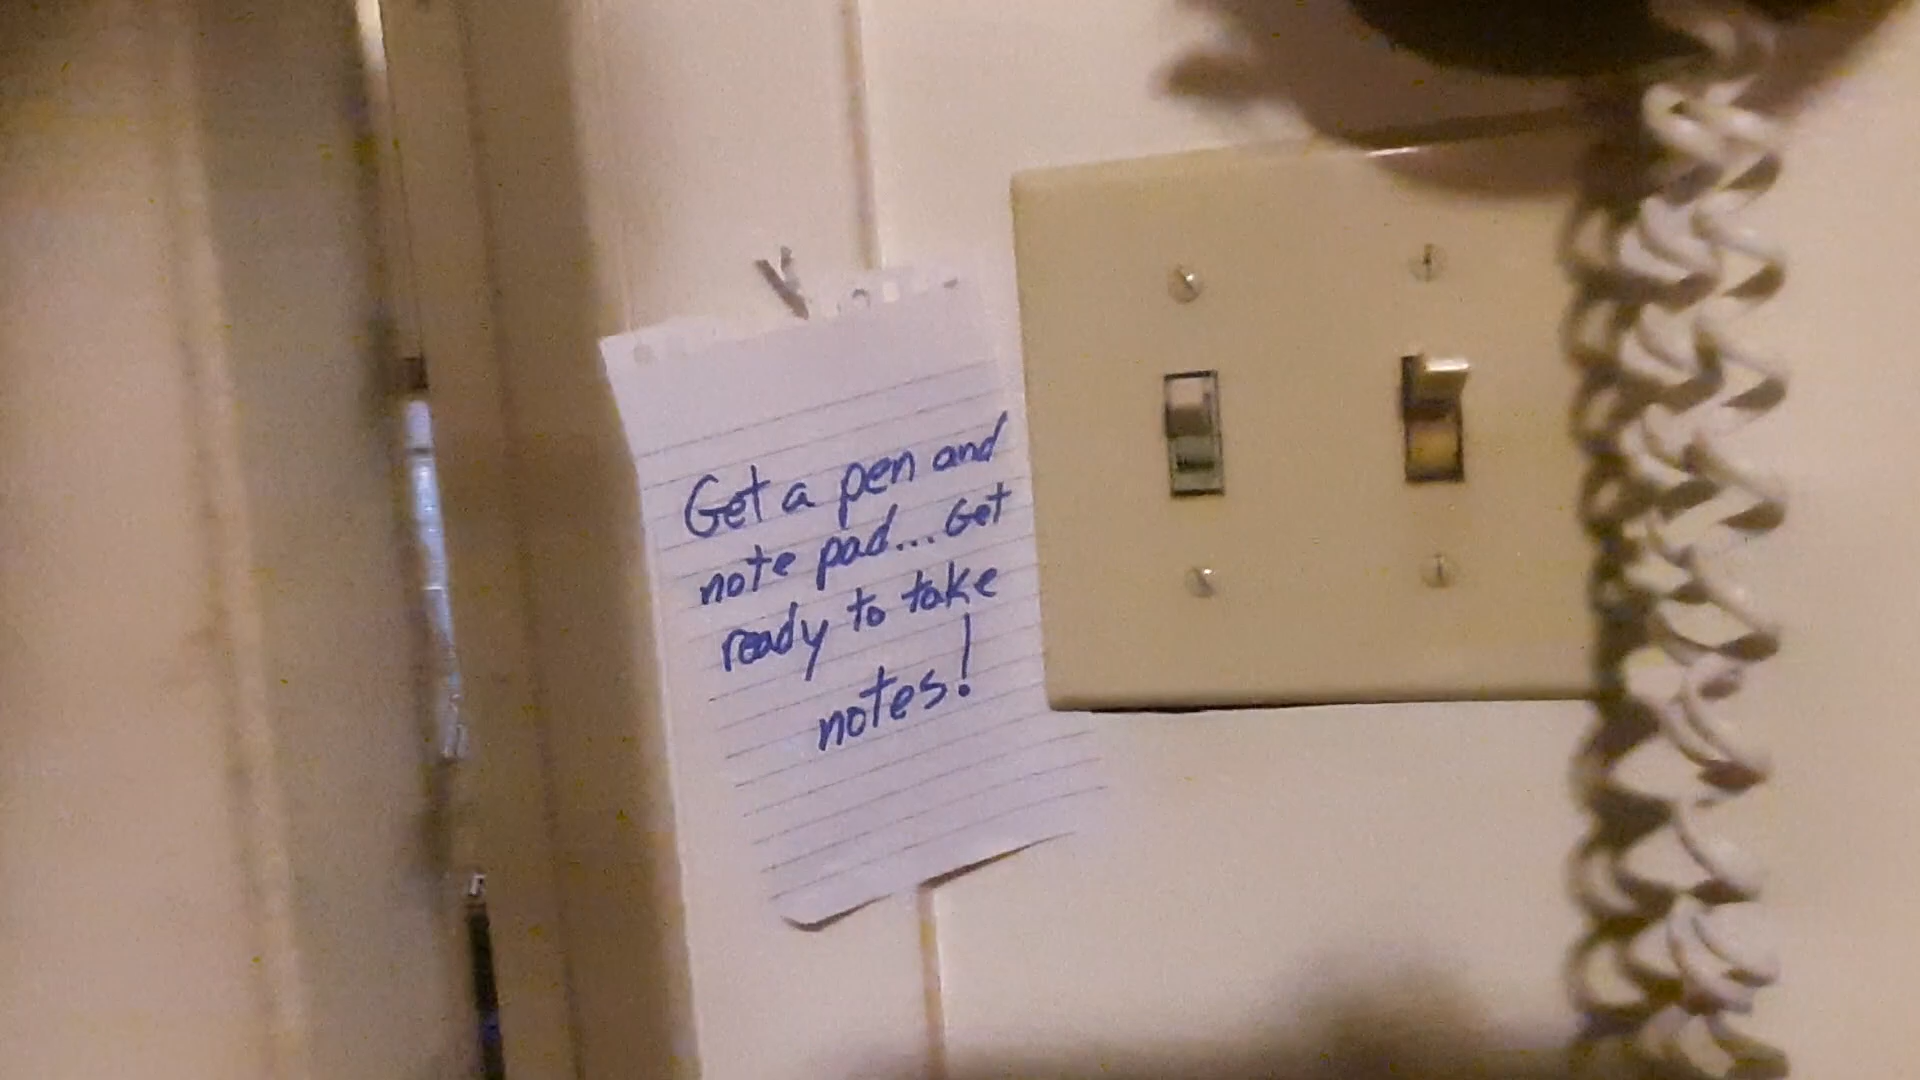 Get a pen and
note pad... Get
ready to take
notes!